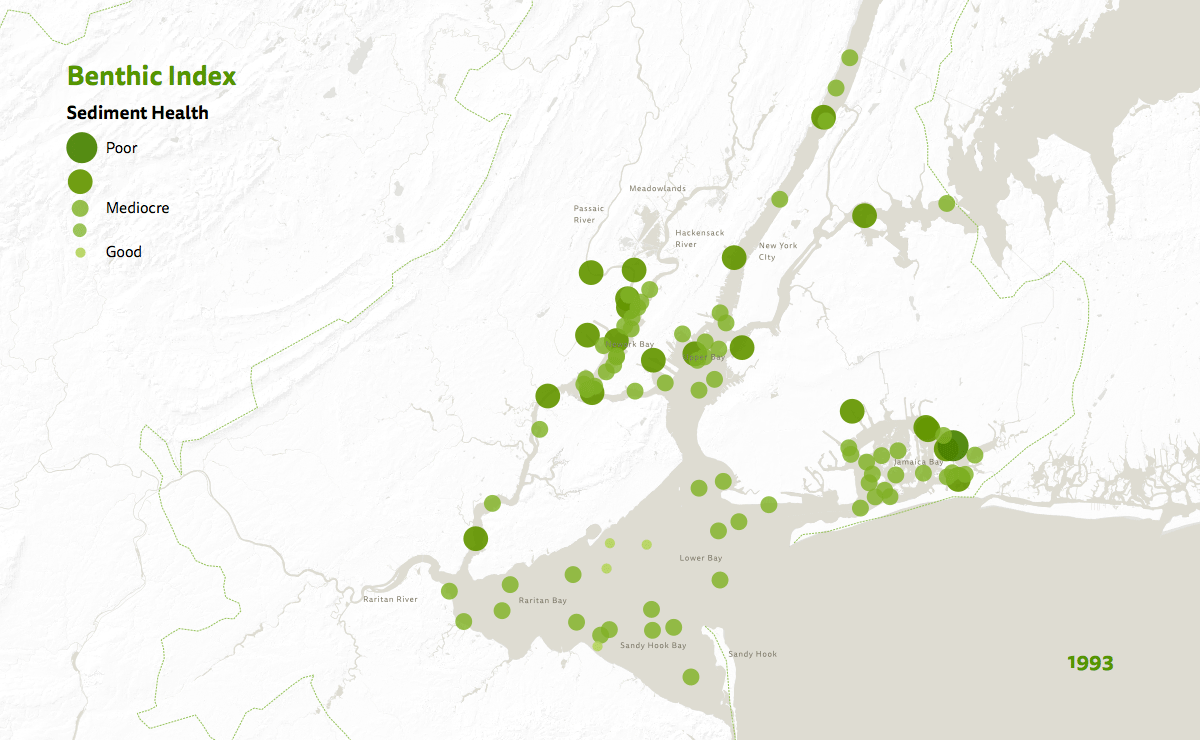 Benthic Index
Sediment Health
Poor
Mediocre
Good
Meadowlands
Passaic
River
Hackensack
River
New York
CIty
Newark Bay
Upper Bay
Jamaica Bay
Lower Bay
Raritan River
Raritan Bay
Sandy Hook Bay
Sandy Hook
1993